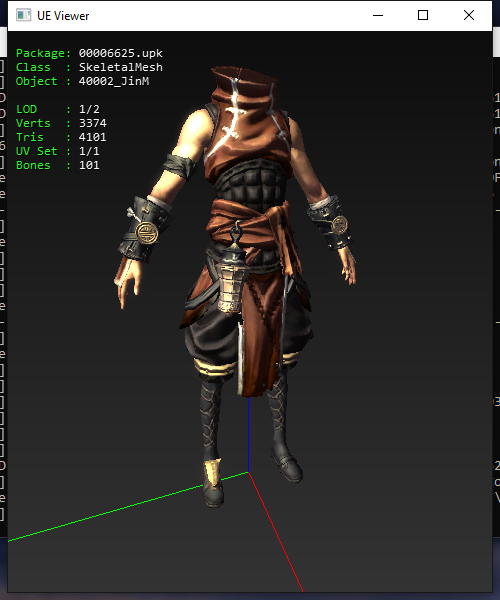 UE Viewer
Package: 00006625.upk
Class : SkeletalMesh
Object : 40002_JinM
LOD : 1/2
Verts : 3374
Tris : 4101
UV Set : 1/1
Bones : 101